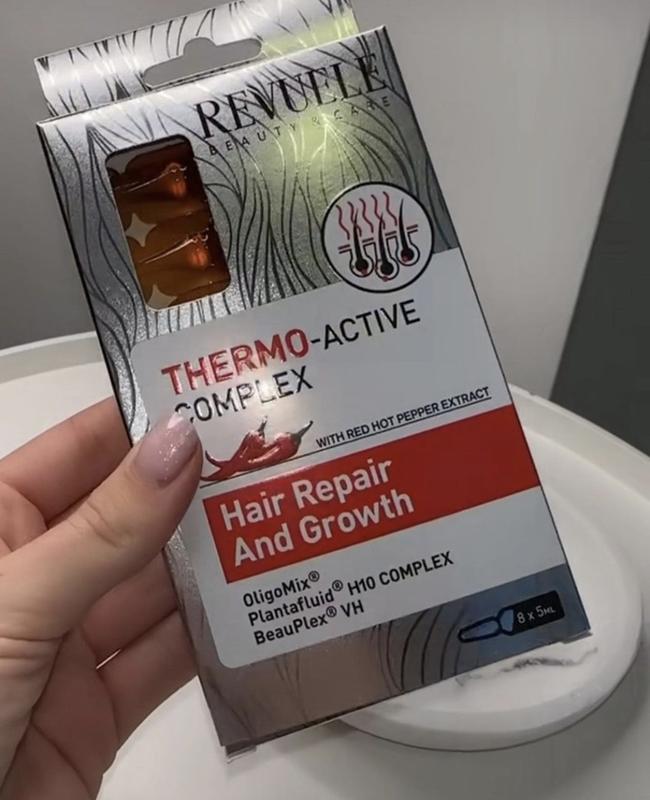 REVUELE
BEAUTY & CARE
THERMO-ACTIVE
COMPLEX
WITH RED HOT PEPPER EXTRACT
Hair Repair
And Growth
OligoMix®
Plantafluid® H10 COMPLEX
BeauPlex® VH
8 x 5ML